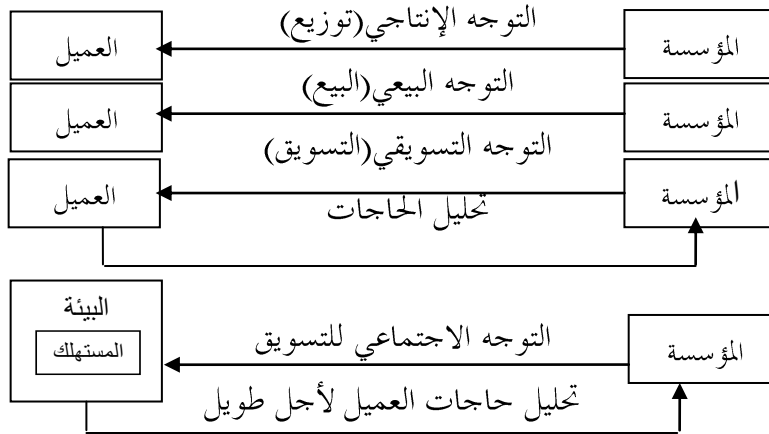 التوجه الإنتاجي(توزيع)
المؤسسة
العميل
التوجه البيعي(البيع)
المؤسسة
العميل
التوجه التسويقي(التسويق)
المؤسسة
العميل
تحليل الحاجات
البيئة
المستهلك
التوجه الاجتماعي للتسويق
المؤسسة
تحليل حاجات العميل لأجل طويل